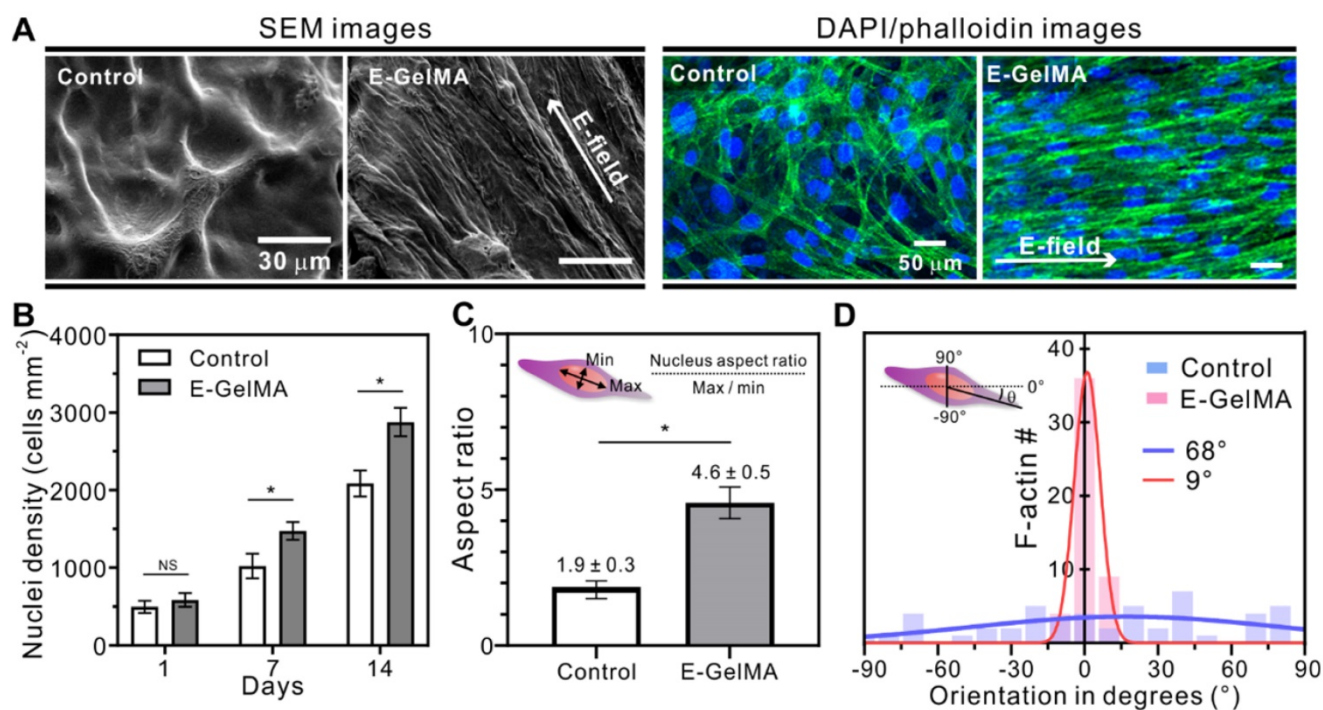 A
SEM images
DAPI/phalloidin images
Control
E-GelMA
E-field
30 μm
Control
E-GelMA
E-field
50 μm
B
Nuclei density (cells mm⁻²)
4000
3000
2000
1000
0
Control
E-GelMA
NS
*
*
1
7
14
Days
C
Aspect ratio
10
5
0
Min
Max
Nucleus aspect ratio
Max / min
*
1.9 ± 0.3
4.6 ± 0.5
Control
E-GelMA
D
F-actin #
40
30
20
10
90°
0°
θ
-90°
Control
E-GelMA
68°
9°
-90
-60
-30
0
30
60
90
Orientation in degrees (°)